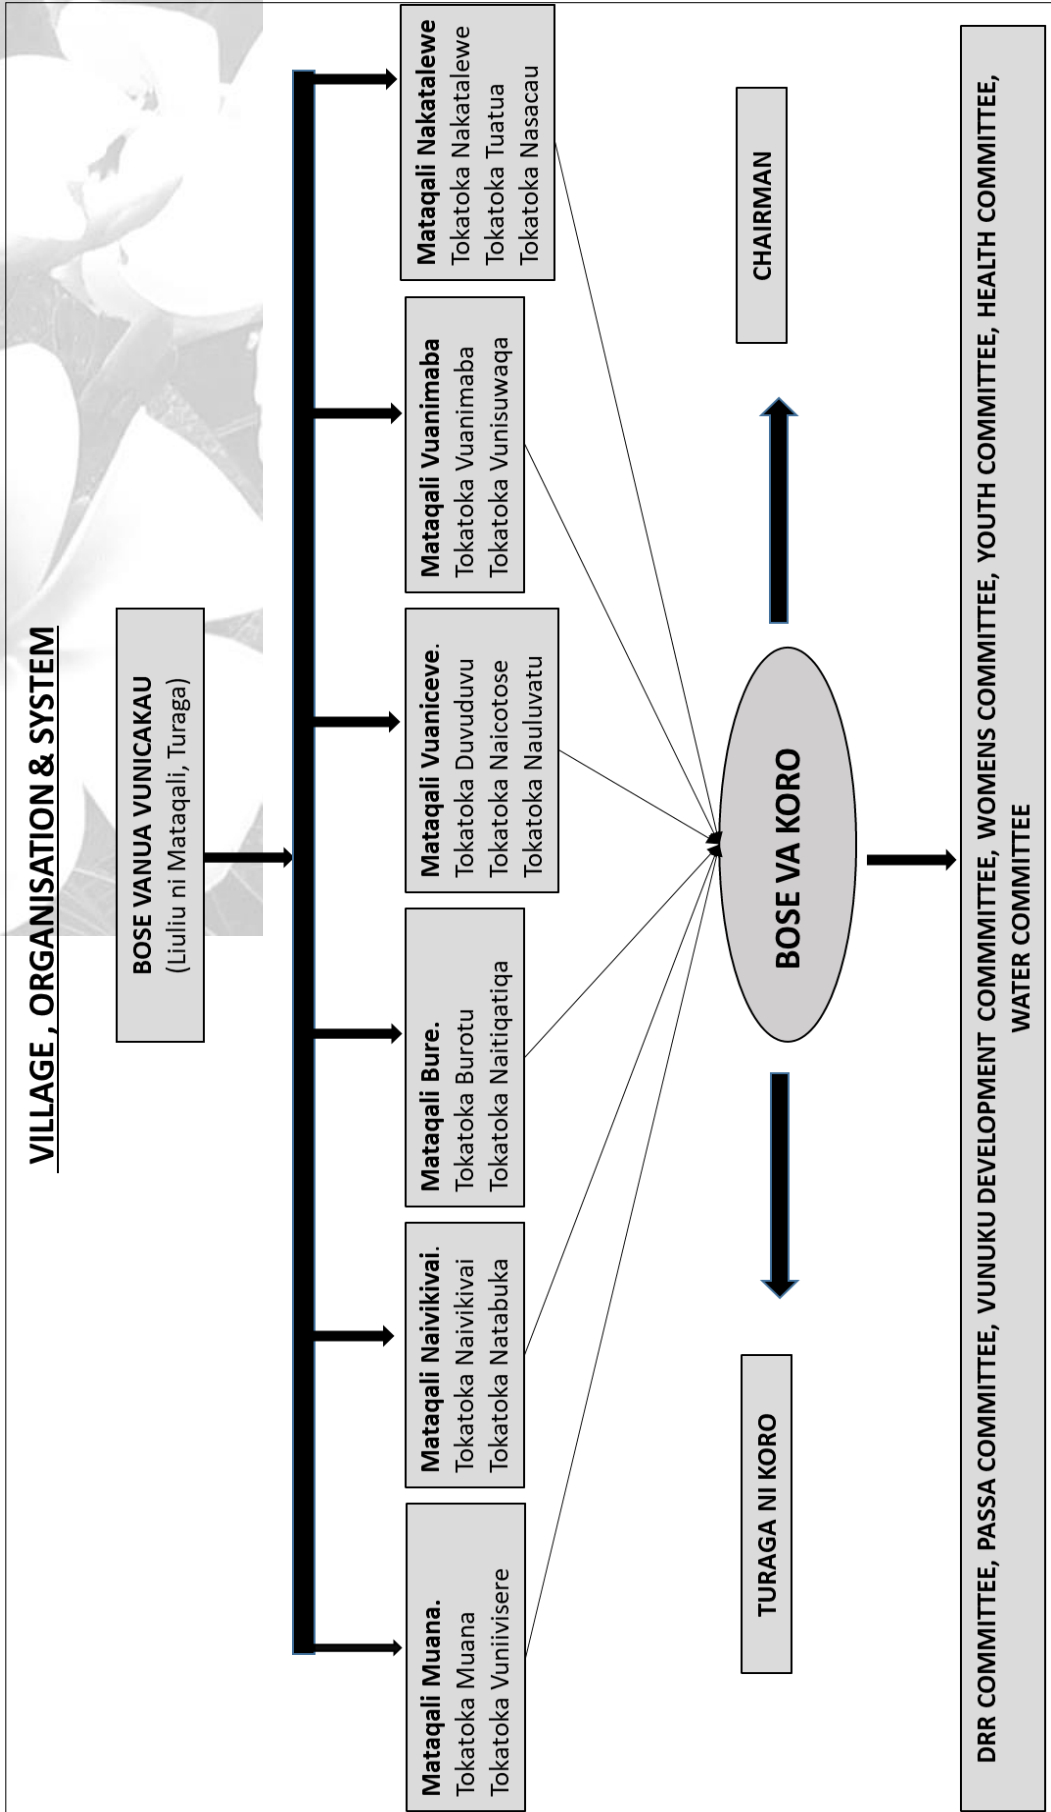 VILLAGE , ORGANISATION & SYSTEM
BOSE VANUA VUNICAKAU
(Liuliu ni Mataqali, Turaga)
Mataqali Muana.
Tokatoka Muana
Tokatoka Vuniivisere
Mataqali Naivikivai.
Tokatoka Naivikivai
Tokatoka Natabuka
Mataqali Bure.
Tokatoka Burotu
Tokatoka Naitiqatiqa
Mataqali Vuaniceve.
Tokatoka Duvuduvu
Tokatoka Naicotose
Tokatoka Nauluvatu
Mataqali Vuanimaba
Tokatoka Vuanimaba
Tokatoka Vunisuwaqa
Mataqali Nakatalewe
Tokatoka Nakatalewe
Tokatoka Tuatua
Tokatoka Nasacau
TURAGA NI KORO
BOSE VA KORO
CHAIRMAN
DRR COMMITTEE, PASSA COMMITTEE, VUNUKU DEVELOPMENT COMMMITTEE, WOMENS COMMITTEE, YOUTH COMMITTEE, HEALTH COMMITTEE,
WATER COMMITTEE